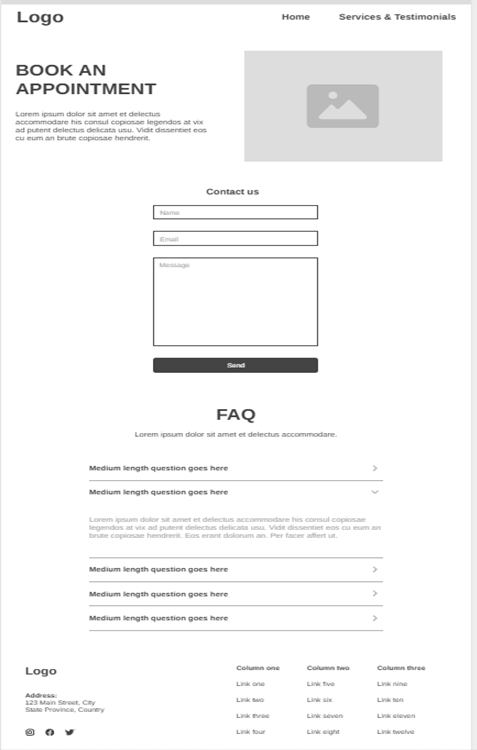 Logo
Home
Services & Testimonials
BOOK AN
APPOINTMENT
Lorem ipsum dolor sit amet et delectus
accommodare his consul copiosae legendos at vix
ad putent delectus delicata usu. Vidit dissentiet eos
cu eum an brute copiosae hendrerit.
Contact us
Name
Email
Message
Send
FAQ
Lorem ipsum dolor sit amet et delectus accommodare.
Medium length question goes here
Medium length question goes here
Lorem ipsum dolor sit amet et delectus accommodare his consul copiosae
legendos at vix ad putent delectus delicata usu. Vidit dissentiet eos cu an
brute copiosae hendrerit. Eos erant dolorum an. Per facer affert ut.
Medium length question goes here
Medium length question goes here
Medium length question goes here
Logo
Address:
123 Main Street, City
State Province, Country
Column one
Link one
Link two
Link three
Link four
Column two
Link five
Link six
Link seven
Link eight
Column three
Link nine
Link ten
Link eleven
Link twelve